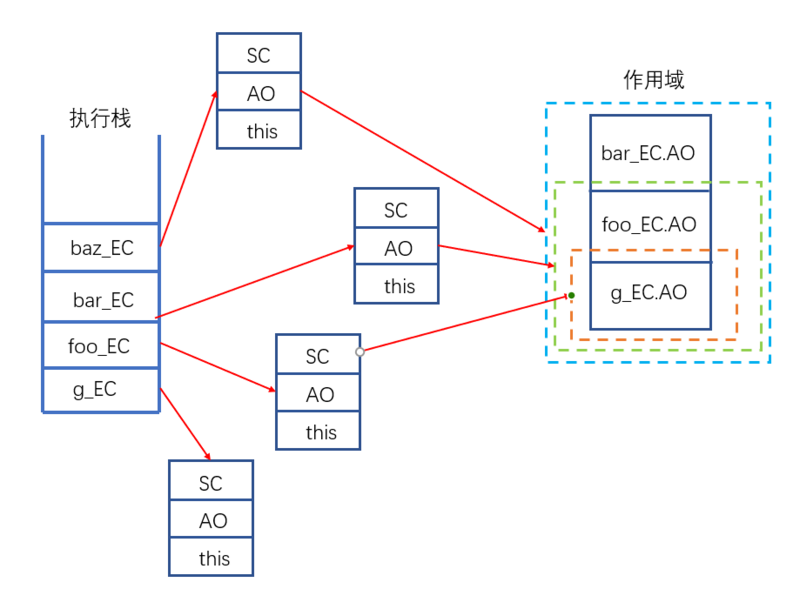 执行栈
baz_EC
bar_EC
foo_EC
g_EC
SC
AO
this
SC
AO
this
SC
AO
this
SC
AO
this
作用域
bar_EC.AO
foo_EC.AO
g_EC.AO